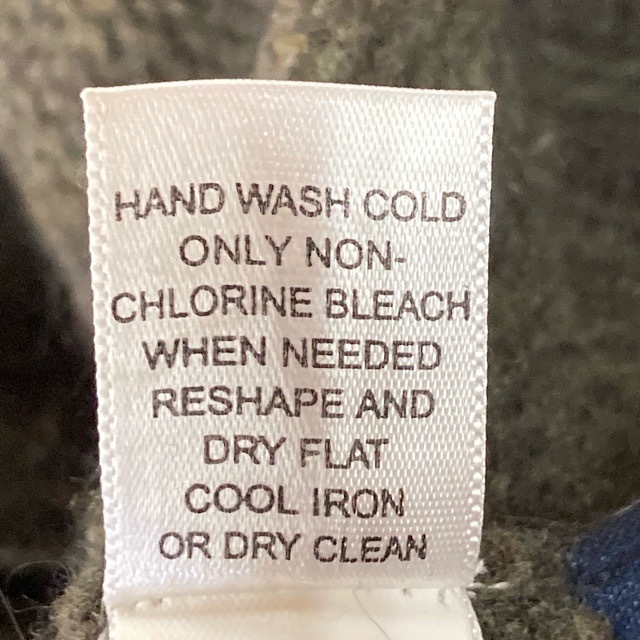 HAND WASH COLD
ONLY NON-
CHLORINE BLEACH
WHEN NEEDED
RESHAPE AND
DRY FLAT
COOL IRON
OR DRY CLEAN